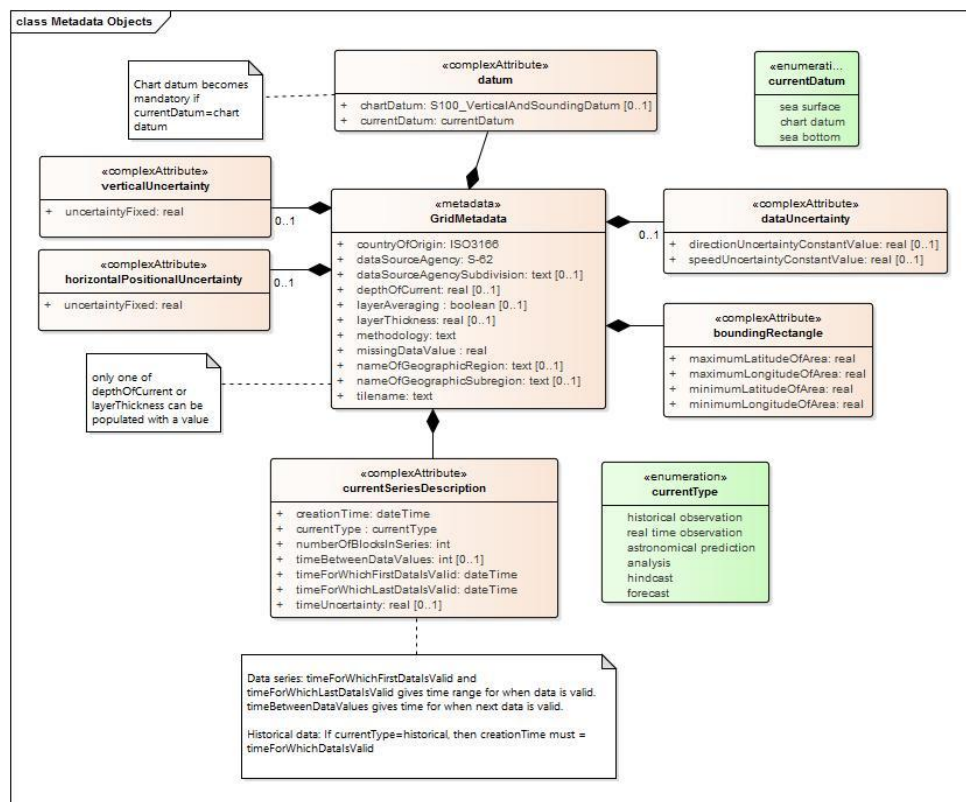 class Metadata Objects
Chart datum becomes
mandatory if
currentDatum=chart
datum
«complexAttribute»
datum
+ chartDatum: S100_VerticalAndSoundingDatum [0..1]
+ currentDatum: currentDatum
«enumerati...
currentDatum
sea surface
chart datum
sea bottom
«complexAttribute»
verticalUncertainty
+ uncertaintyFixed: real
0..1
«complexAttribute»
horizontalPositionalUncertainty
+ uncertaintyFixed: real
0..1
«metadata»
GridMetadata
+ countryOfOrigin: ISO3166
+ dataSourceAgency: S-62
+ dataSourceAgencySubdivision: text [0..1]
+ depthOfCurrent: real [0..1]
+ layerAveraging : boolean [0..1]
+ layerThickness: real [0..1]
+ methodology: text
+ missingDataValue : real
+ nameOfGeographicRegion: text [0..1]
+ nameOfGeographicSubregion: text [0..1]
+ tilename: text
«complexAttribute»
dataUncertainty
+ directionUncertaintyConstantValue: real [0..1]
+ speedUncertaintyConstantValue: real [0..1]
0..1
«complexAttribute»
boundingRectangle
+ maximumLatitudeOfArea: real
+ maximumLongitudeOfArea: real
+ minimumLatitudeOfArea: real
+ minimumLongitudeOfArea: real
only one of
depthOfCurrent or
layerThickness can be
populated with a value
«complexAttribute»
currentSeriesDescription
+ creationTime: dateTime
+ currentType : currentType
+ numberOfBlocksInSeries: int
+ timeBetweenDataValues: int [0..1]
+ timeForWhichFirstDataIsValid: dateTime
+ timeForWhichLastDataIsValid: dateTime
+ timeUncertainty: real [0..1]
«enumeration»
currentType
historical observation
real time observation
astronomical prediction
analysis
hindcast
forecast
Data series: timeForWhichFirstDataIsValid and
timeForWhichLastDataIsValid gives time range for when data is valid.
timeBetweenDataValues gives time for when next data is valid.
Historical data: If currentType=historical, then creationTime must =
timeForWhichDataIsValid